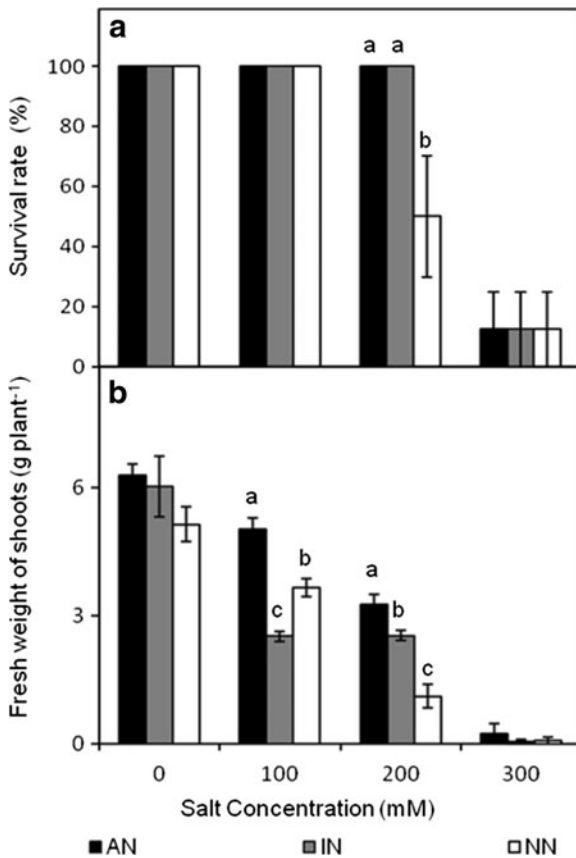 a
Survival rate (%)
100
80
60
40
20
0
a a
b
b
Fresh weight of shoots (g plant-1)
6
3
0
a
b
c
a
b
c
0 100 200 300
Salt Concentration (mM)
AN IN NN